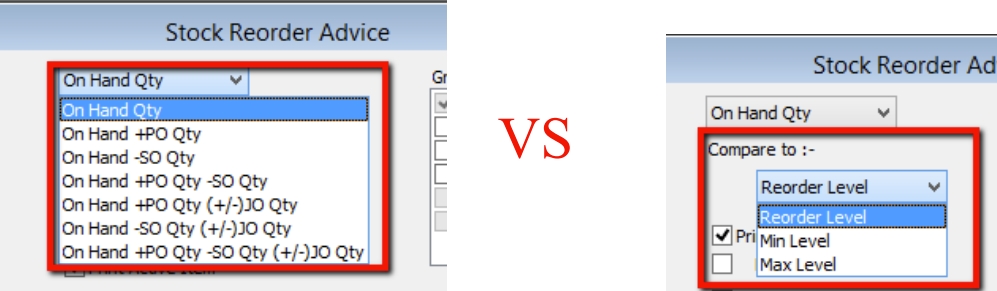 Stock Reorder Advice
On Hand Qty
On Hand Qty
On Hand +PO Qty
On Hand -SO Qty
On Hand +PO Qty -SO Qty
On Hand +PO Qty (+/-)JO Qty
On Hand -SO Qty (+/-)JO Qty
On Hand +PO Qty -SO Qty (+/-)JO Qty
Gr
VS
Stock Reorder Ad
On Hand Qty
Compare to :-
Reorder Level
Reorder Level
Pri
Min Level
Max Level